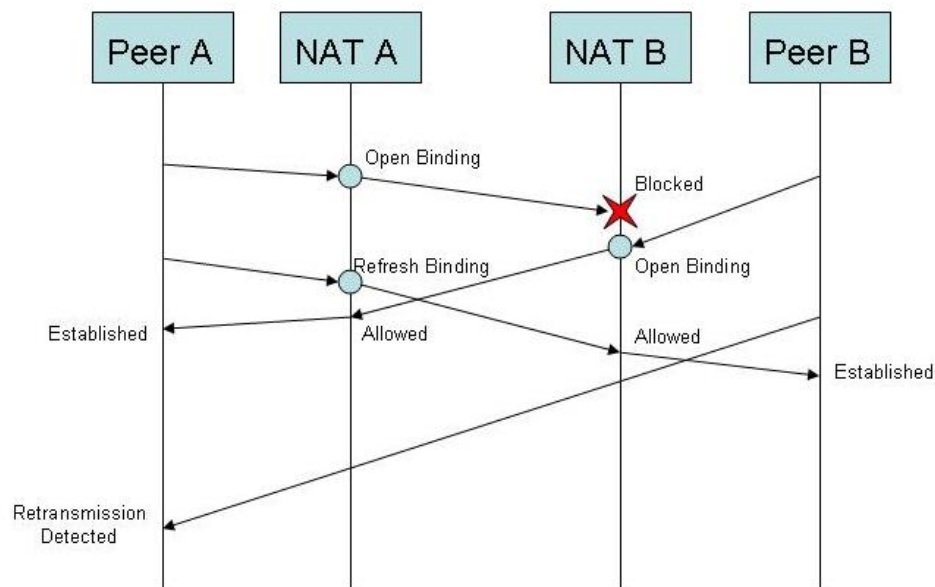 Peer A
NAT A
NAT B
Peer B
Open Binding
Blocked
Refresh Binding
Open Binding
Established
Allowed
Allowed
Established
Retransmission
Detected